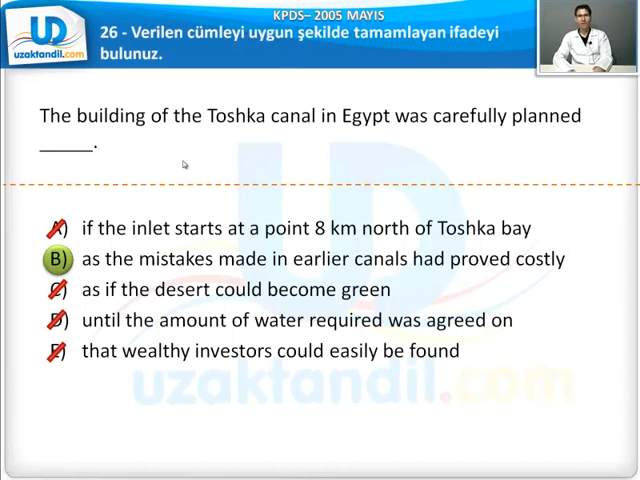 KPDS– 2005 MAYIS
UD
uzaktandil.com
26 - Verilen cümleyi uygun şekilde tamamlayan ifadeyi
bulunuz.
The building of the Toshka canal in Egypt was carefully planned
_____.
A) if the inlet starts at a point 8 km north of Toshka bay
B) as the mistakes made in earlier canals had proved costly
C) as if the desert could become green
D) until the amount of water required was agreed on
E) that wealthy investors could easily be found
UD
uzaktandil.com